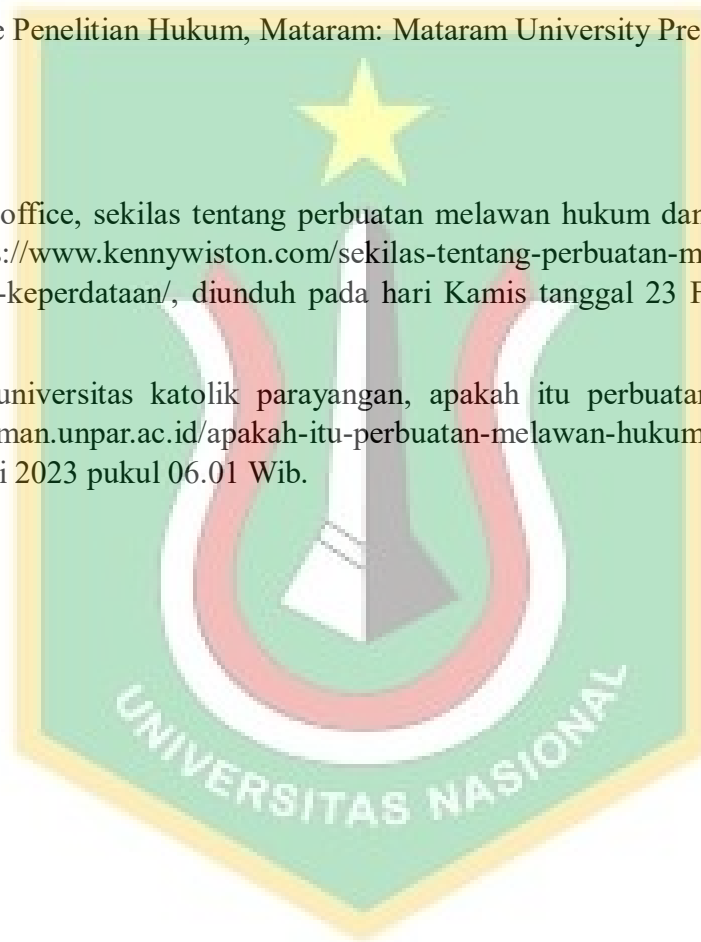 e Penelitian Hukum, Mataram: Mataram University Pre
office, sekilas tentang perbuatan melawan hukum dan
s://www.kennywiston.com/sekilas-tentang-perbuatan-m
-keperdataan/, diunduh pada hari Kamis tanggal 23 F
universitas katolik parayangan, apakah itu perbuatan
man.unpar.ac.id/apakah-itu-perbuatan-melawan-hukum
i 2023 pukul 06.01 Wib.
UNIVERSITAS NASIONAL